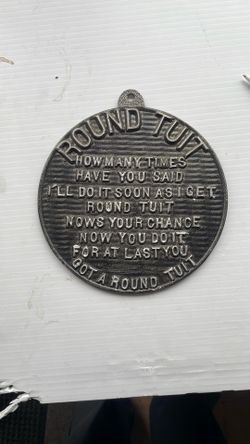 ROUND TUIT
HOW MANY TIMES
HAVE YOU SAID
I'LL DO IT SOON AS I GET
ROUND TUIT
NOWS YOUR CHANCE
NOW YOU DO IT
FOR AT LAST YOU
GOT A ROUND TUIT